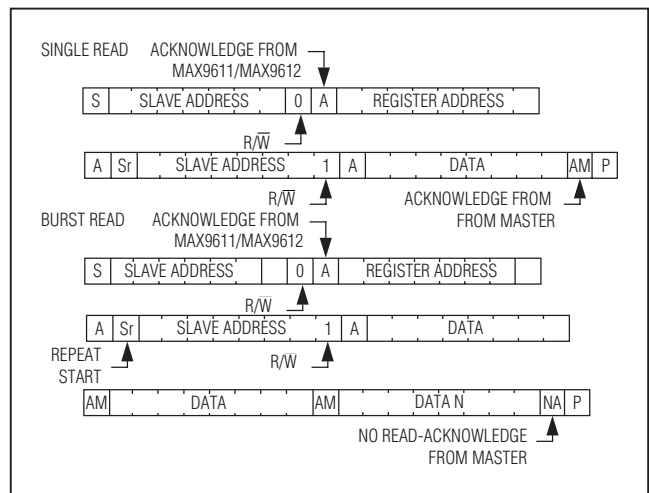 SINGLE READ ACKNOWLEDGE FROM
MAX9611/MAX9612
S SLAVE ADDRESS 0 A REGISTER ADDRESS
R/W̅
A Sr SLAVE ADDRESS 1 A DATA AM P
R/W̅ ACKNOWLEDGE FROM
FROM MASTER
BURST READ ACKNOWLEDGE FROM
MAX9611/MAX9612
S SLAVE ADDRESS 0 A REGISTER ADDRESS
R/W̅
A Sr SLAVE ADDRESS 1 A DATA
REPEAT
START
R/W̅
AM DATA AM DATA N NA P
NO READ-ACKNOWLEDGE
FROM MASTER